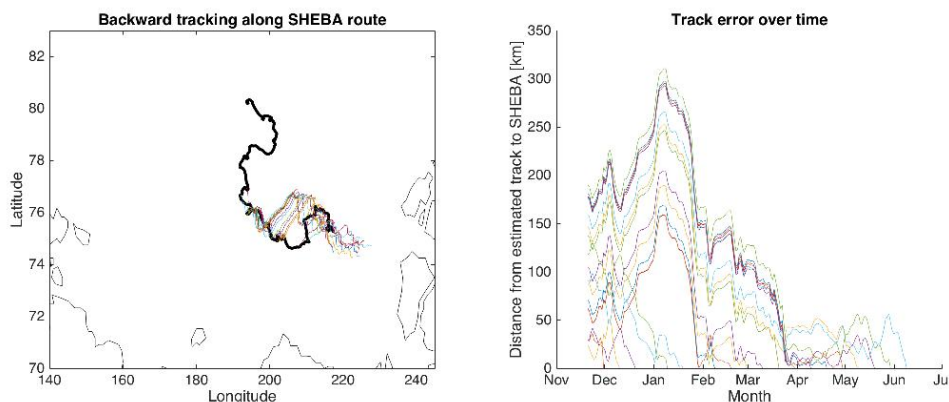 Backward tracking along SHEBA route
Latitude
82
80
78
76
74
72
70
140
160
180
200
220
240
Longitude
Track error over time
Distance from estimated track to SHEBA [km]
350
300
250
200
150
100
50
0
Nov
Dec
Jan
Feb
Mar
Apr
May
Jun
Ju
Month